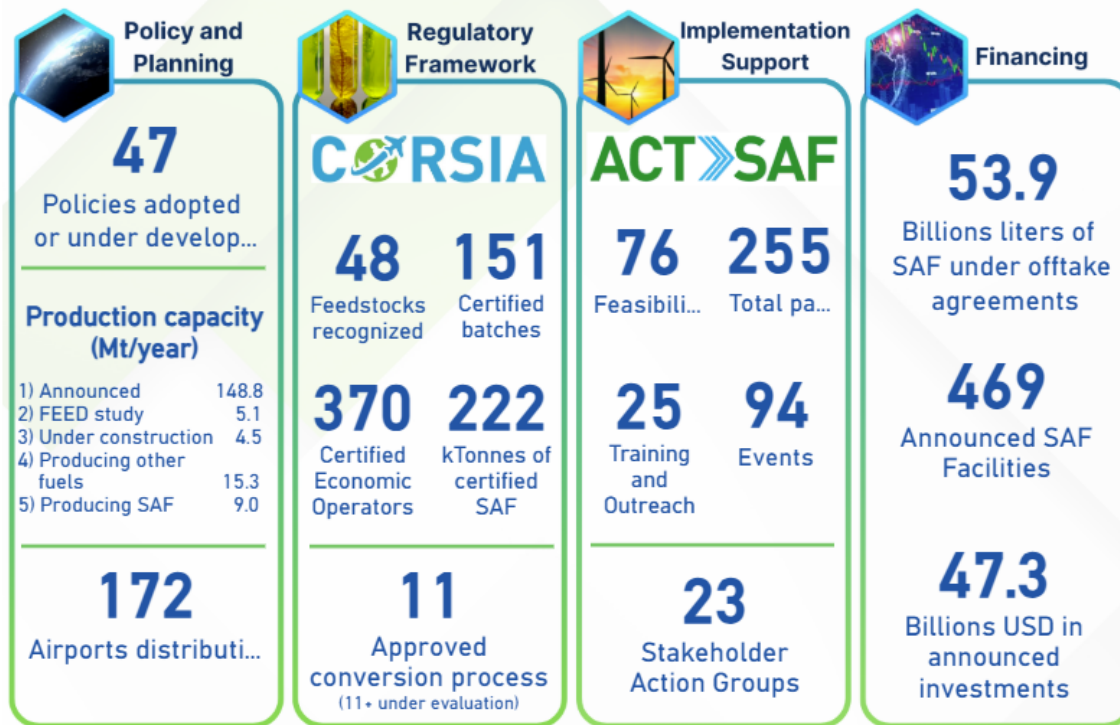 Policy and
Planning
47
Policies adopted
or under develop...
Production capacity
(Mt/year)
1) Announced 148.8
2) FEED study 5.1
3) Under construction 4.5
4) Producing other
fuels 15.3
5) Producing SAF 9.0
172
Airports distributi...
Regulatory
Framework
CORSIA
48 151
Feedstocks Certified
recognized batches
370 222
Certified kTonnes of
Economic certified
Operators SAF
11
Approved
conversion process
(11+ under evaluation)
Implementation
Support
ACT SAF
76 255
Feasibili... Total pa...
25 94
Training Events
and
Outreach
23
Stakeholder
Action Groups
Financing
53.9
Billions liters of
SAF under offtake
agreements
469
Announced SAF
Facilities
47.3
Billions USD in
announced
investments